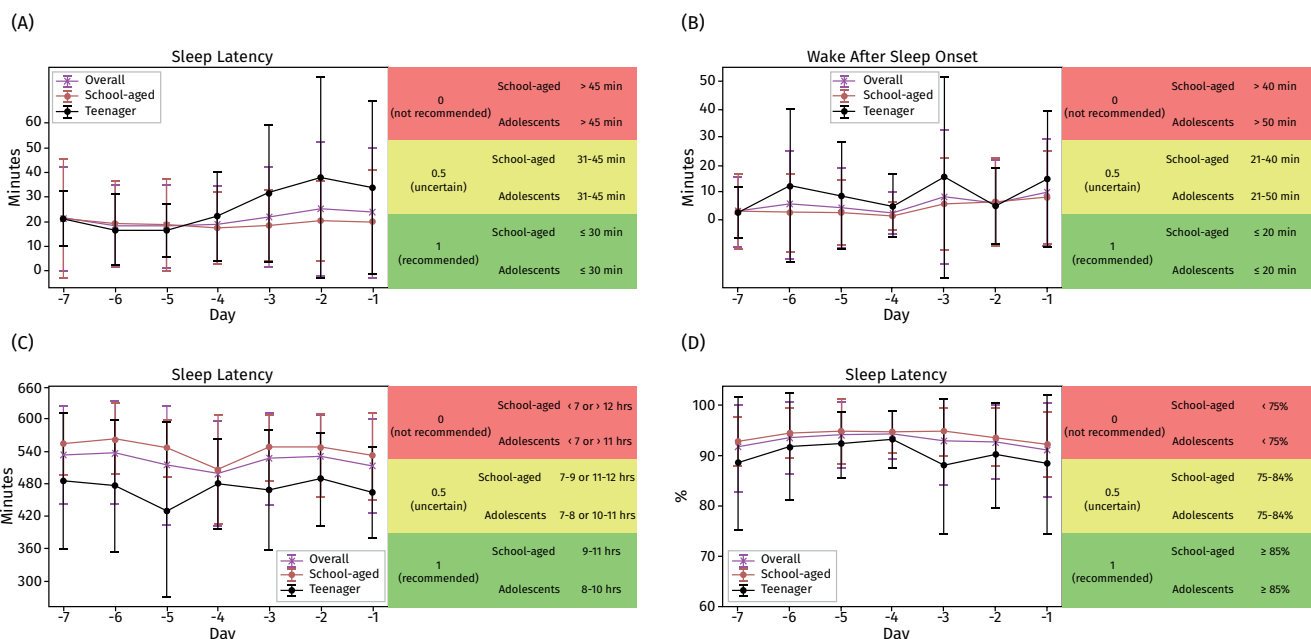 (A)
Sleep Latency
Overall
School-aged
Teenager
Minutes
60
50
40
30
20
10
0
-7
-6
-5
-4
-3
-2
-1
Day
0
(not recommended)
School-aged > 45 min
Adolescents > 45 min
0.5
(uncertain)
School-aged 31-45 min
Adolescents 31-45 min
1
(recommended)
School-aged ≤ 30 min
Adolescents ≤ 30 min
(B)
Wake After Sleep Onset
Overall
School-aged
Teenager
Minutes
50
40
30
20
10
0
-7
-6
-5
-4
-3
-2
-1
Day
0
(not recommended)
School-aged > 40 min
Adolescents > 50 min
0.5
(uncertain)
School-aged 21-40 min
Adolescents 21-50 min
1
(recommended)
School-aged ≤ 20 min
Adolescents ≤ 20 min
(C)
Sleep Latency
Minutes
660
600
540
480
420
360
300
Overall
School-aged
Teenager
-7
-6
-5
-4
-3
-2
-1
Day
0
(not recommended)
School-aged < 7 or > 12 hrs
Adolescents < 7 or > 11 hrs
0.5
(uncertain)
School-aged 7-9 or 11-12 hrs
Adolescents 7-8 or 10-11 hrs
1
(recommended)
School-aged 9-11 hrs
Adolescents 8-10 hrs
(D)
Sleep Latency
%
100
90
80
70
60
Overall
School-aged
Teenager
-7
-6
-5
-4
-3
-2
-1
Day
0
(not recommended)
School-aged < 75%
Adolescents < 75%
0.5
(uncertain)
School-aged 75-84%
Adolescents 75-84%
1
(recommended)
School-aged ≥ 85%
Adolescents ≥ 85%